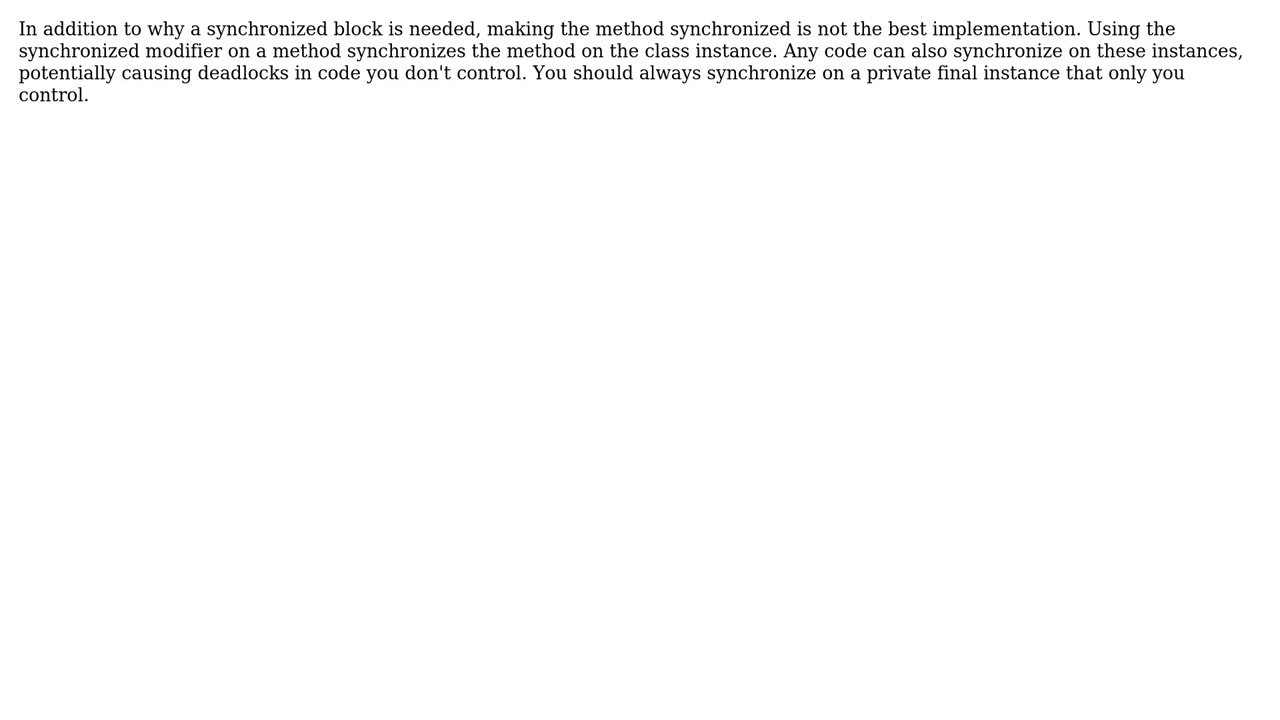 In addition to why a synchronized block is needed, making the method synchronized is not the best implementation. Using the
synchronized modifier on a method synchronizes the method on the class instance. Any code can also synchronize on these instances,
potentially causing deadlocks in code you don't control. You should always synchronize on a private final instance that only you
control.